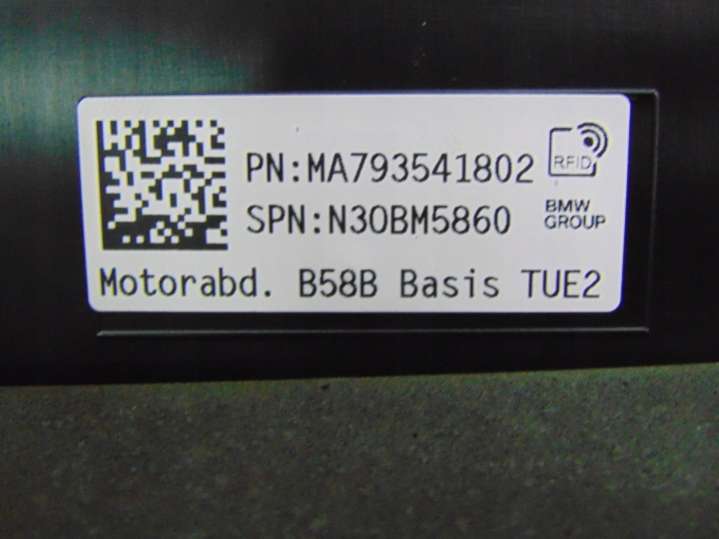 PN:MA793541802
RFID
SPN:N30BM5860
BMW
GROUP
Motorabd. B58B Basis TUE2